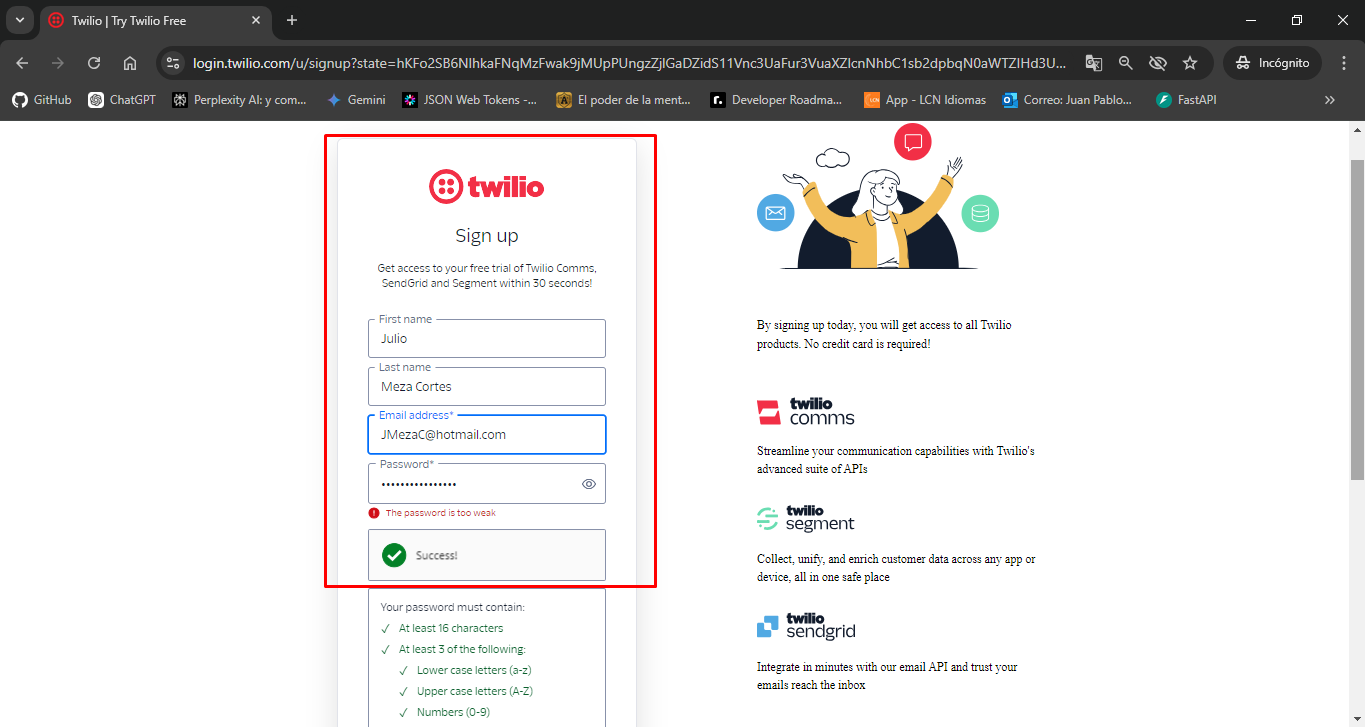 Twilio | Try Twilio Free
login.twilio.com/u/signup?state=hKFo2SB6NlhkaFNqMzFwak9jMUpPUngzZjlGaDZidS11Vnc3UaFur3VuaXZlcnNhbC1sb2dpbqN0aWTZIHd3U...
Incógnito
GitHub
ChatGPT
Perplexity AI: y com...
Gemini
JSON Web Tokens -...
El poder de la ment...
Developer Roadma...
App - LCN Idiomas
Correo: Juan Pablo...
FastAPI
twilio
Sign up
Get access to your free trial of Twilio Comms,
SendGrid and Segment within 30 seconds!
First name
Julio
Last name
Meza Cortes
Email address*
JMezaC@hotmail.com
Password*
••••••••••••••••
The password is too weak
Success!
Your password must contain:
At least 16 characters
At least 3 of the following:
Lower case letters (a-z)
Upper case letters (A-Z)
Numbers (0-9)
By signing up today, you will get access to all Twilio
products. No credit card is required!
twilio
comms
Streamline your communication capabilities with Twilio's
advanced suite of APIs
twilio
segment
Collect, unify, and enrich customer data across any app or
device, all in one safe place
twilio
sendgrid
Integrate in minutes with our email API and trust your
emails reach the inbox